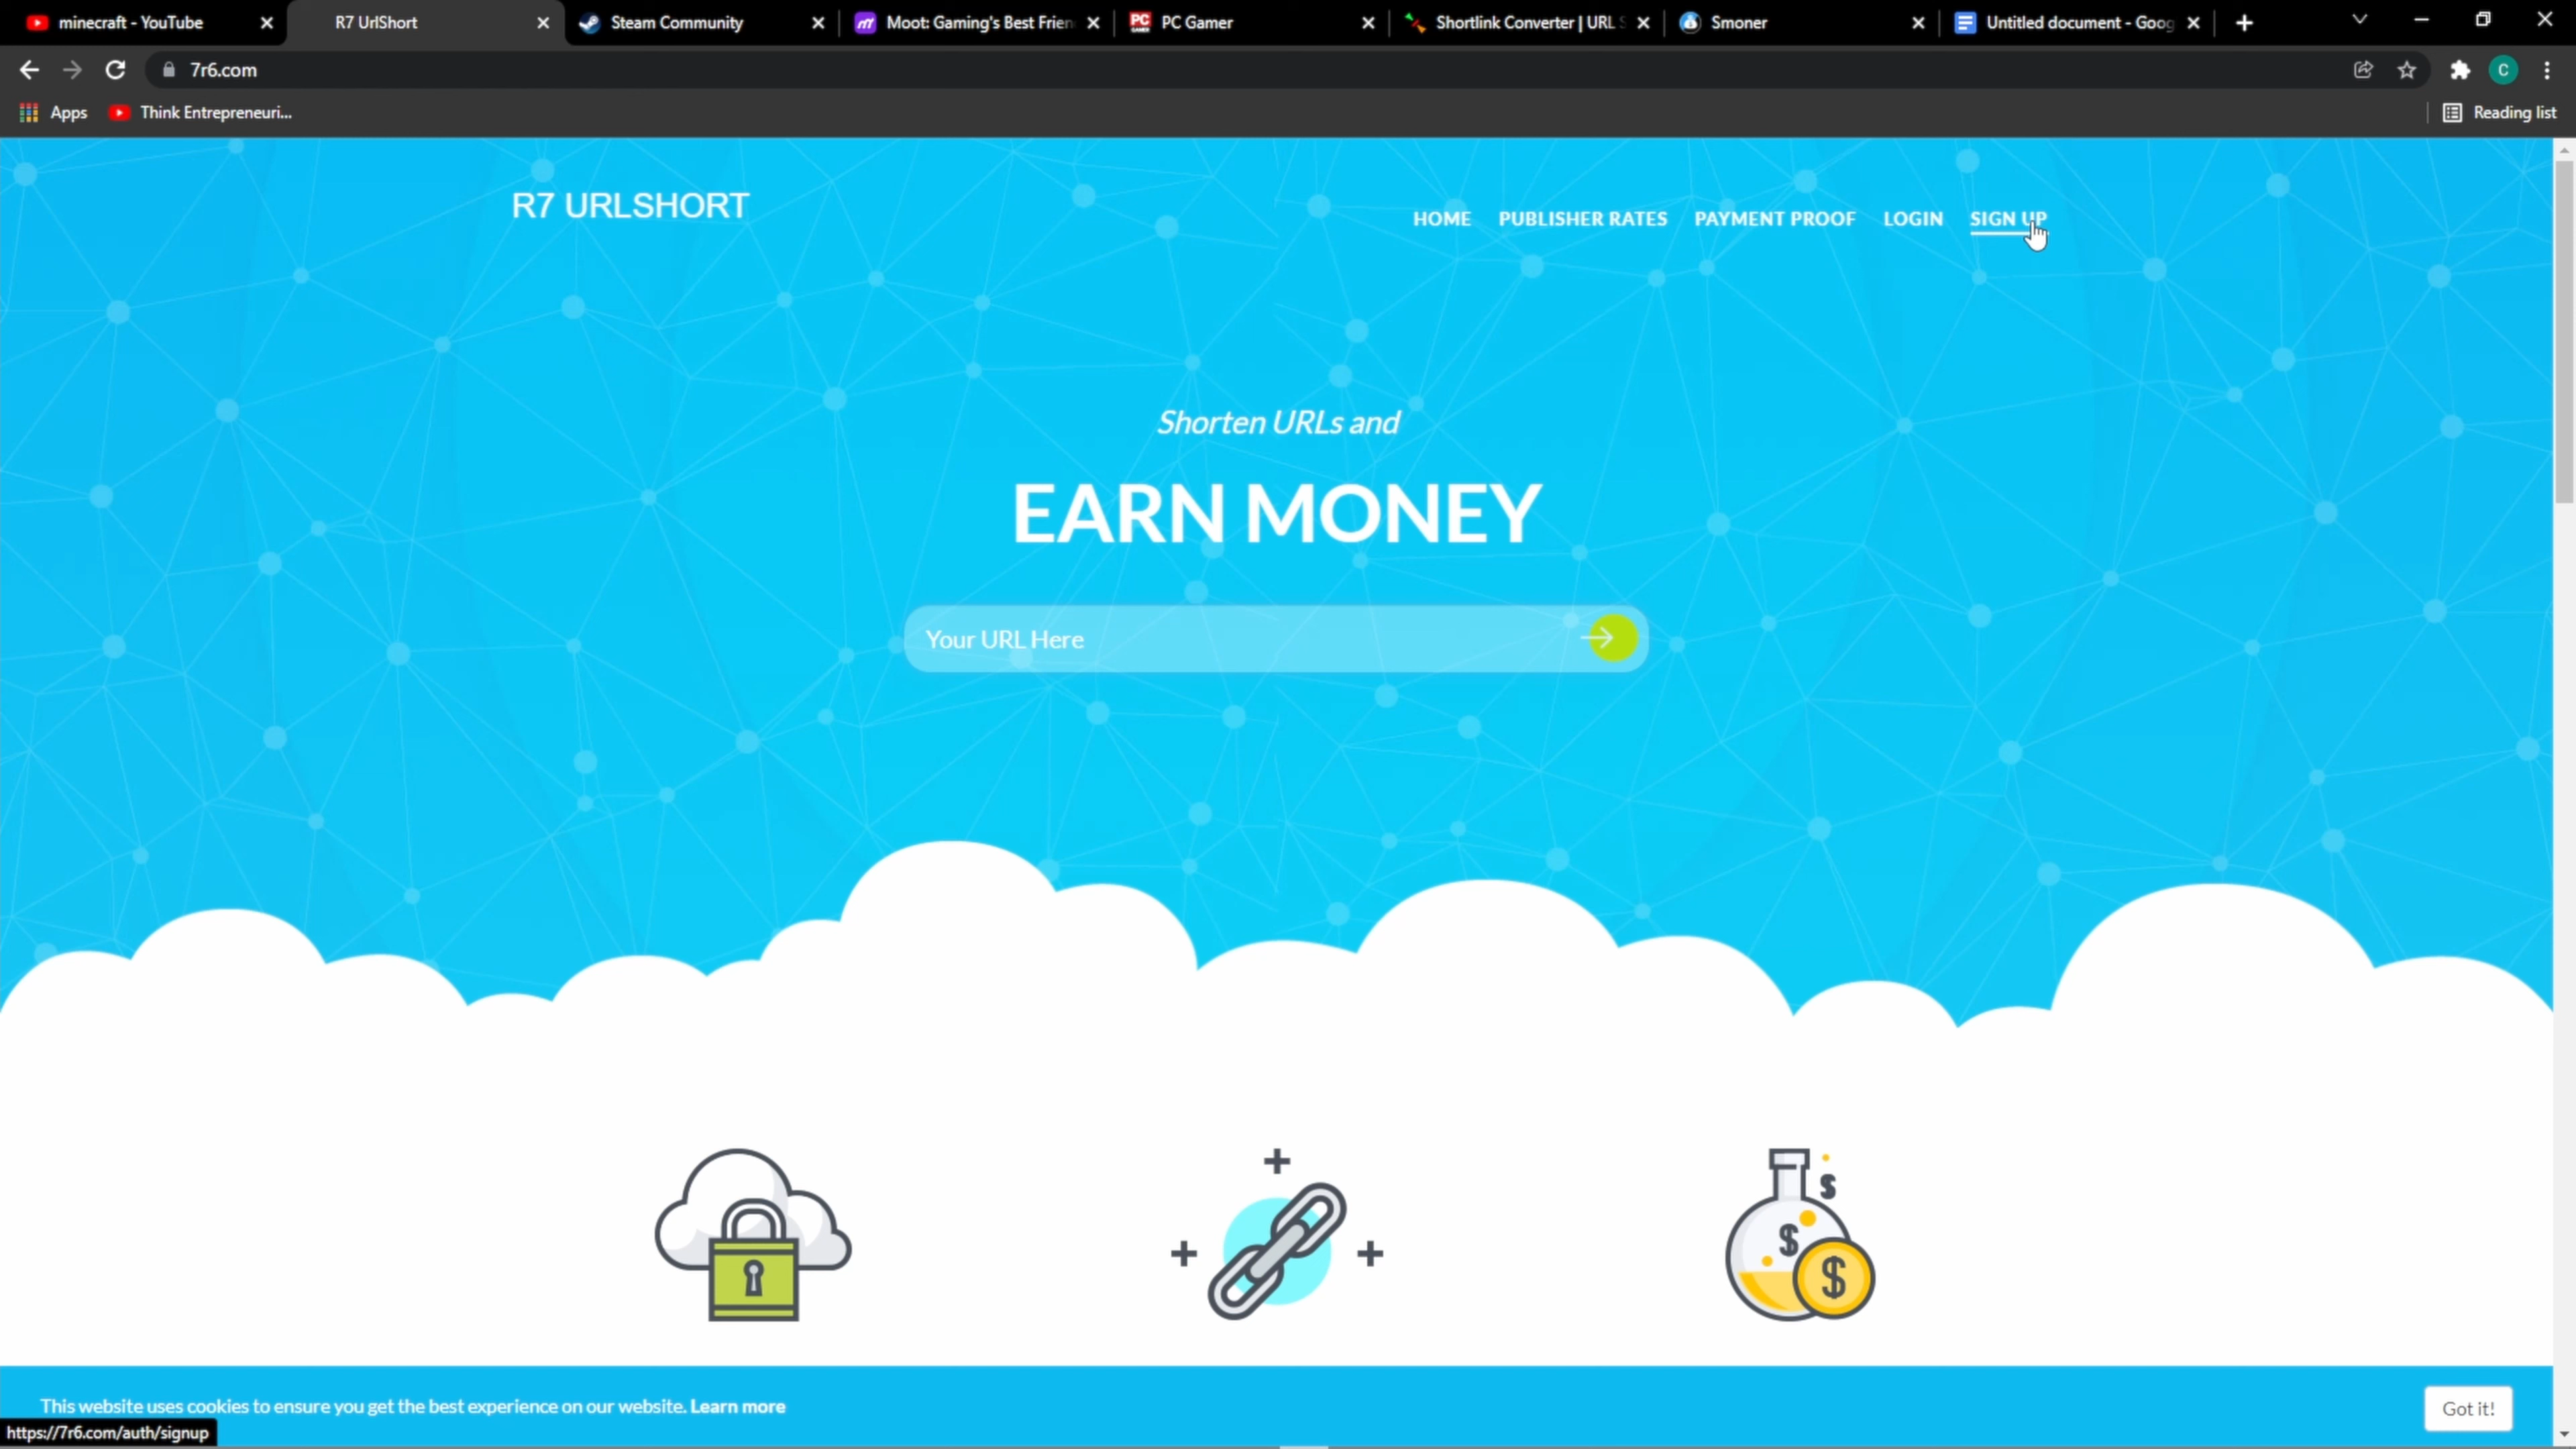 minecraft - YouTube
R7 UrlShort
Steam Community
Moot: Gaming's Best Frien
PC Gamer
Shortlink Converter | URL S
Smoner
Untitled document - Goog
7r6.com
Apps
Think Entrepreneuri...
Reading list
R7 URLSHORT
HOME
PUBLISHER RATES
PAYMENT PROOF
LOGIN
SIGN UP
Shorten URLs and
EARN MONEY
Your URL Here
This website uses cookies to ensure you get the best experience on our website. Learn more
Got it!
https://7r6.com/auth/signup